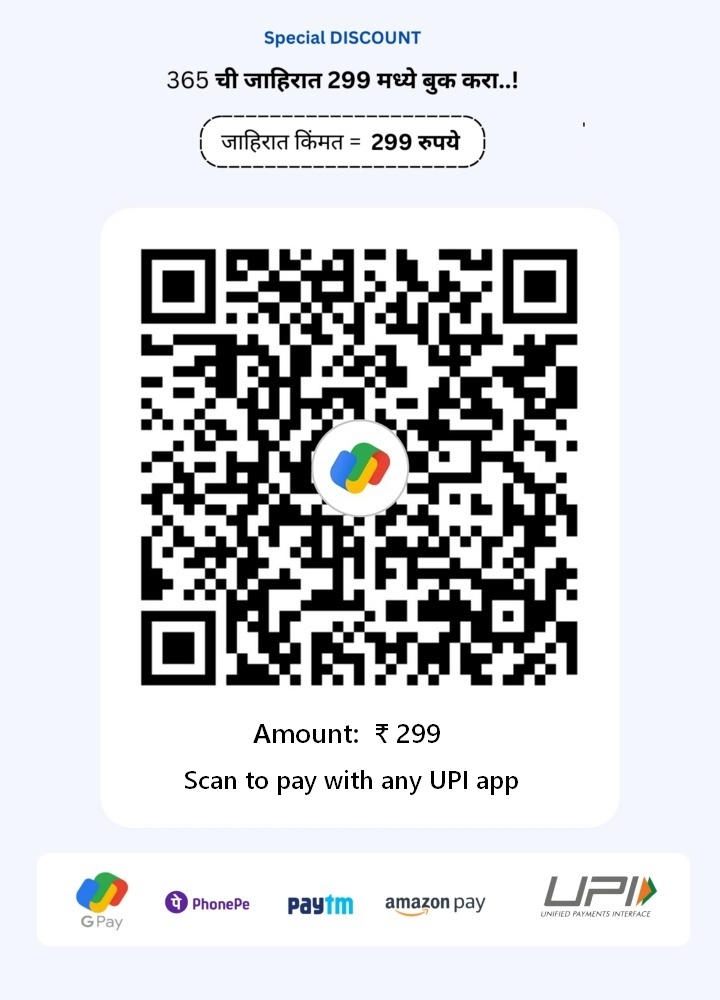 Special DISCOUNT
365 ची जाहिरात 299 मध्ये बुक करा..!
जाहिरात किंमत = 299 रुपये
Amount: ₹ 299
Scan to pay with any UPI app
G Pay
पे PhonePe
paytm
amazon pay
UPI
UNIFIED PAYMENTS INTERFACE